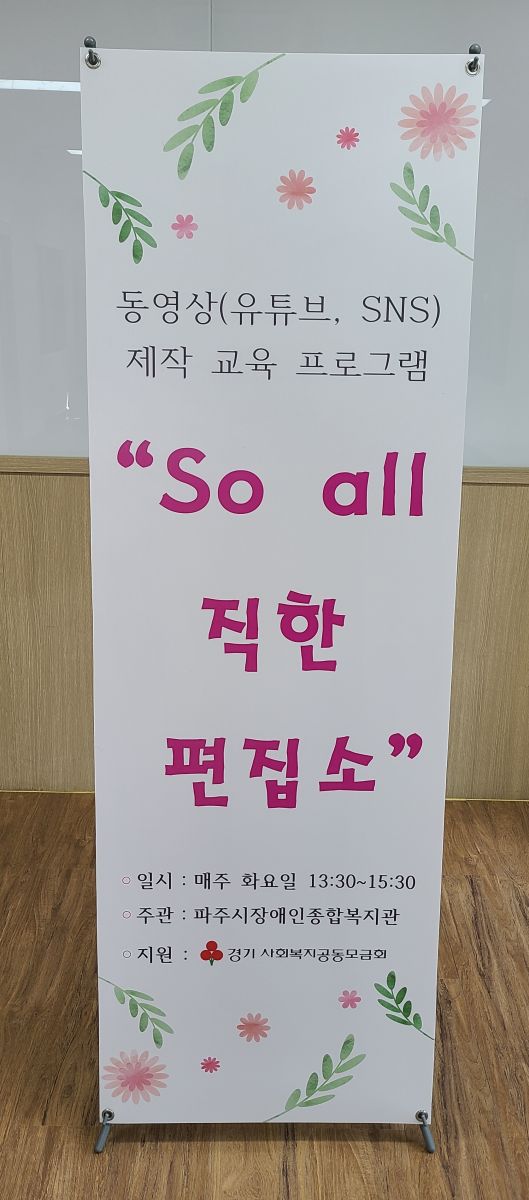 동영상(유튜브, SNS)
제작 교육 프로그램
“So all
직한
편집소”
○ 일시 : 매주 화요일 13:30~15:30
○ 주관 : 파주시장애인종합복지관
○ 지원 : 경기 사회복지공동모금회